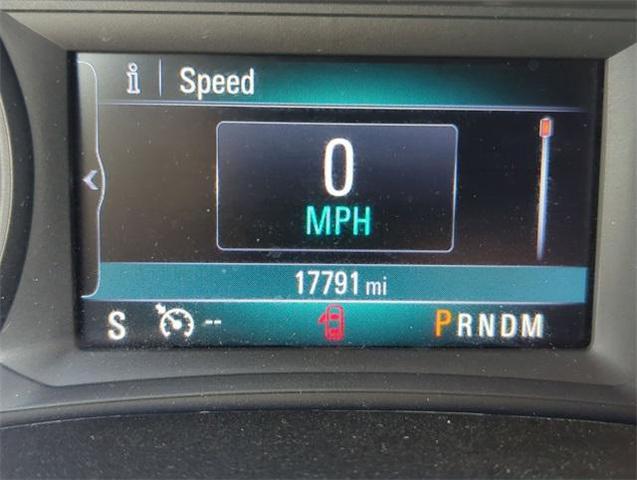 i Speed
0
MPH
17791 mi
S -- PRNDM